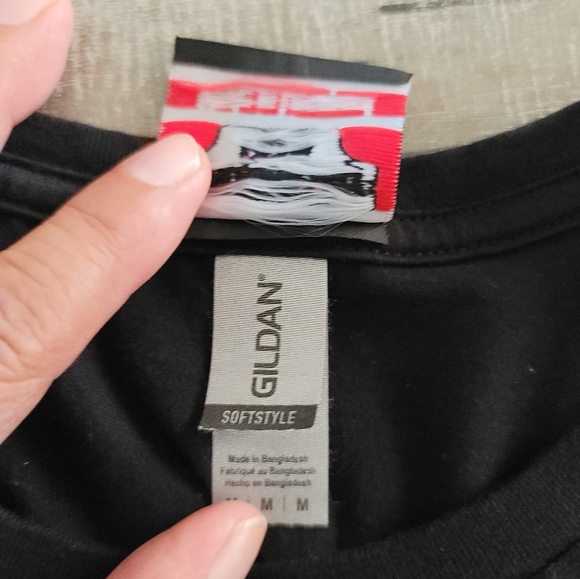 GILDAN®
SOFTSTYLE
Made in Bangladesh
Fabriqué au Bangladesh
Hecho en Bangladesh
M | M | M